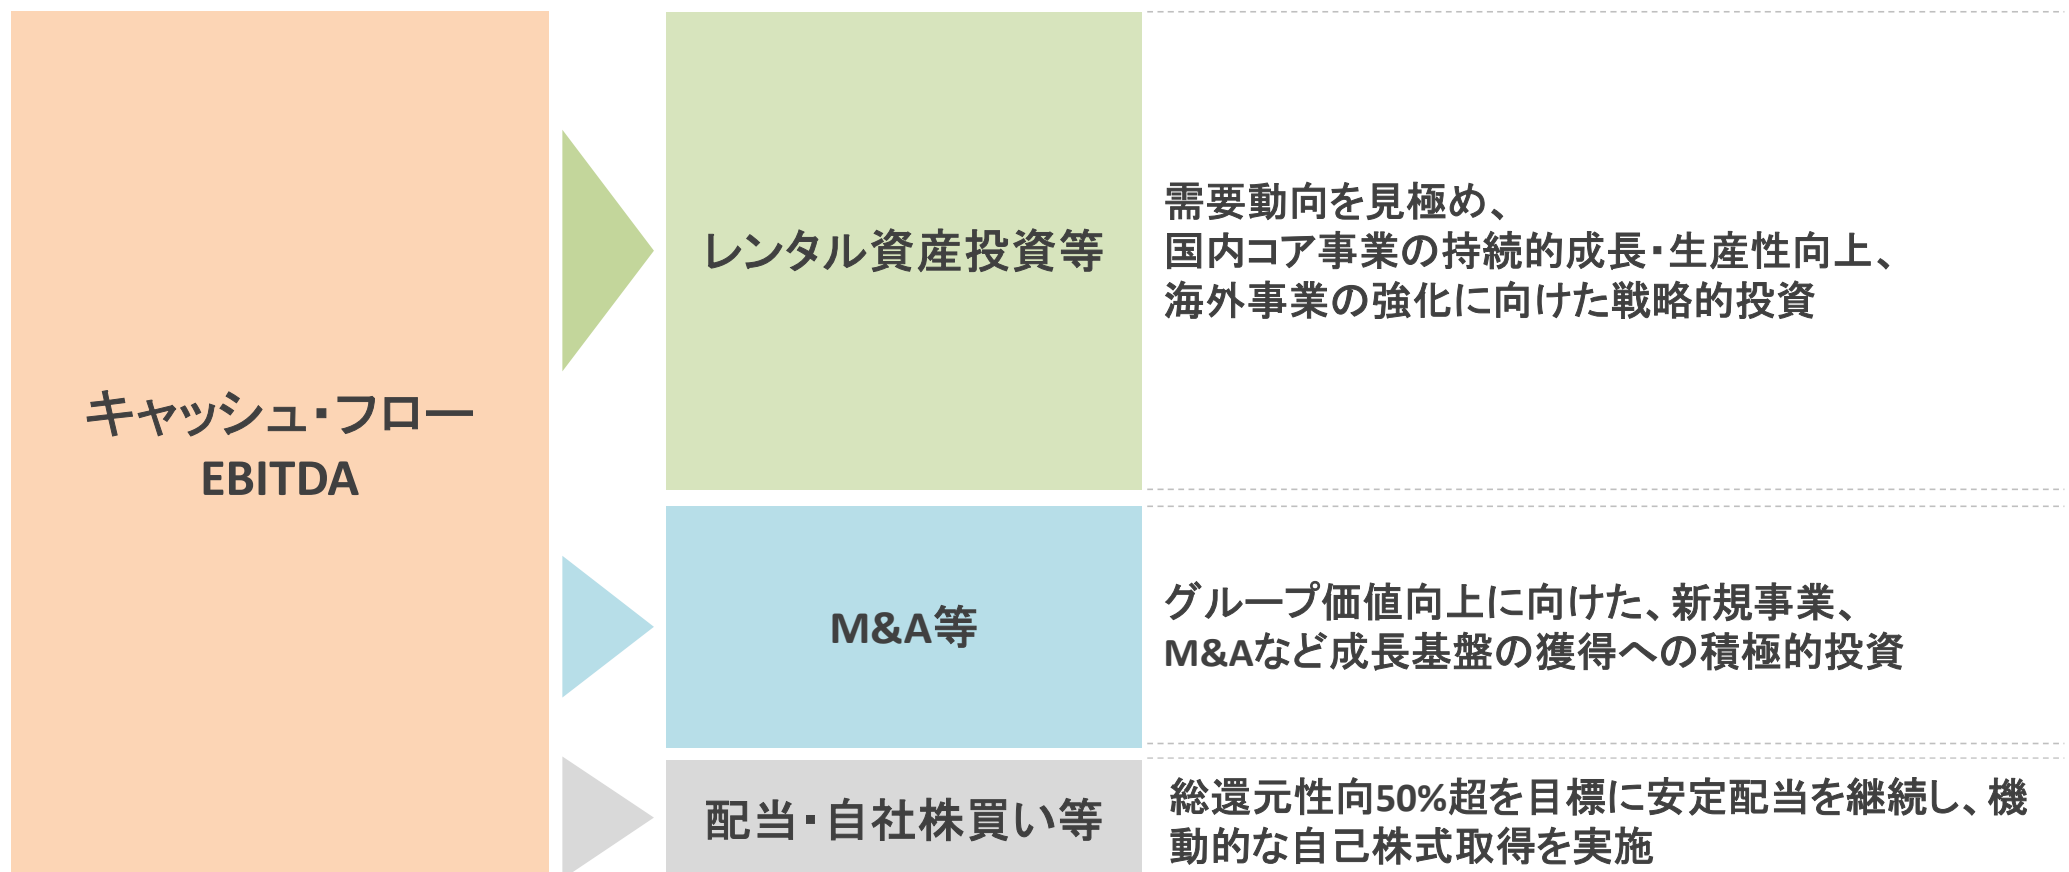 キャッシュ・フロー
EBITDA
レンタル資産投資等
需要動向を見極め、
国内コア事業の持続的成長・生産性向上、
海外事業の強化に向けた戦略的投資
M&A等
グループ価値向上に向けた、新規事業、
M&Aなど成長基盤の獲得への積極的投資
配当・自社株買い等
総還元性向50%超を目標に安定配当を継続し、機
動的な自己株式取得を実施